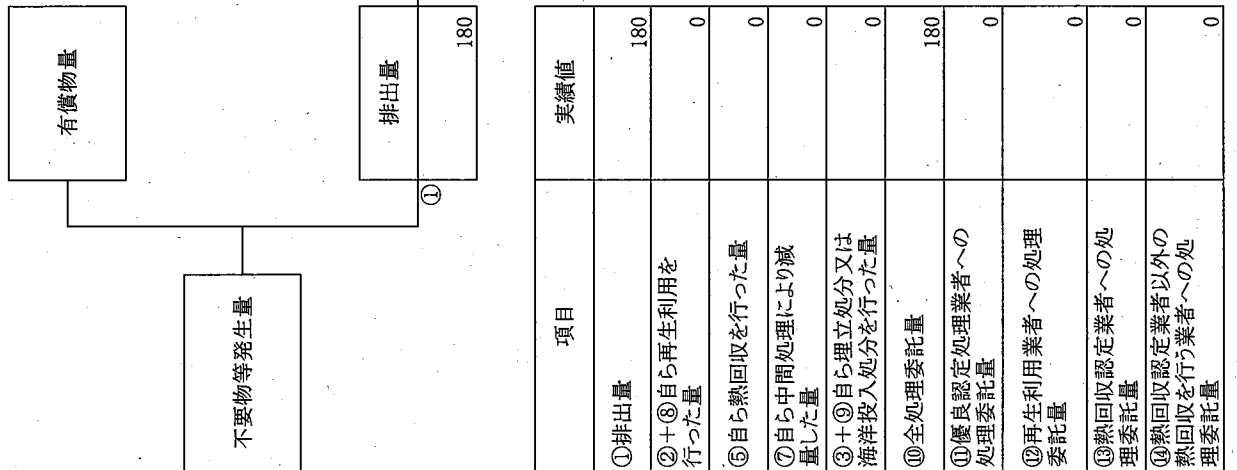 不要物等発生量
有償物量
①
排出量
180
項目
実績値
①排出量
180
②+⑧自ら再生利用を
行った量
0
⑤自ら熱回収を行った量
0
⑦自ら中間処理により減
量した量
0
③+⑨自ら埋立処分又は
海洋投入処分を行った量
0
⑩全処理委託量
180
⑪優良認定処理業者への
処理委託量
0
⑫再生利用業者への処理
委託量
0
⑬熱回収認定業者への処
理委託量
0
⑭熱回収認定業者以外の
熱回収を行う業者への処
理委託量
0